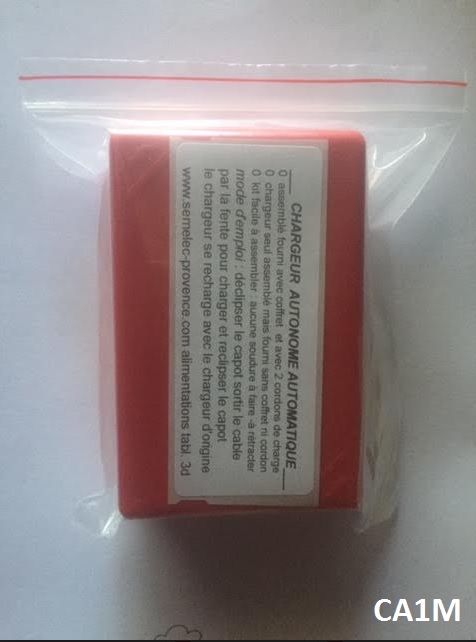 CHARGEUR AUTONOME AUTOMATIQUE
0 assemblé fourni avec coffret et avec 2 cordons de charge
0 chargeur seul assemblé mais fourni sans coffret ni cordon
0 kit facile à assembler : aucune soudure à faire -à rétracter
mode d'emploi : déclipser le capot sortir le cable
par la fente pour charger et reclipser le capot
le chargeur se recharge avec le chargeur d'origine
www.semelec-provence.com alimentations tabl. 3d
CA1M